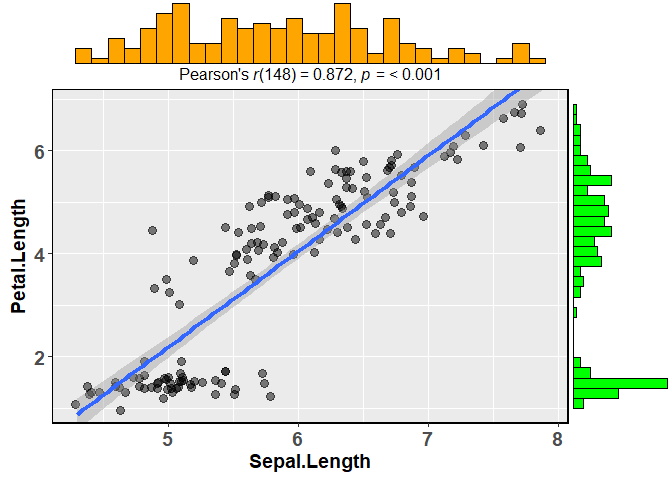 Pearson's r(148) = 0.872, p = < 0.001
Petal.Length
6
4
2
5 6 7 8
Sepal.Length